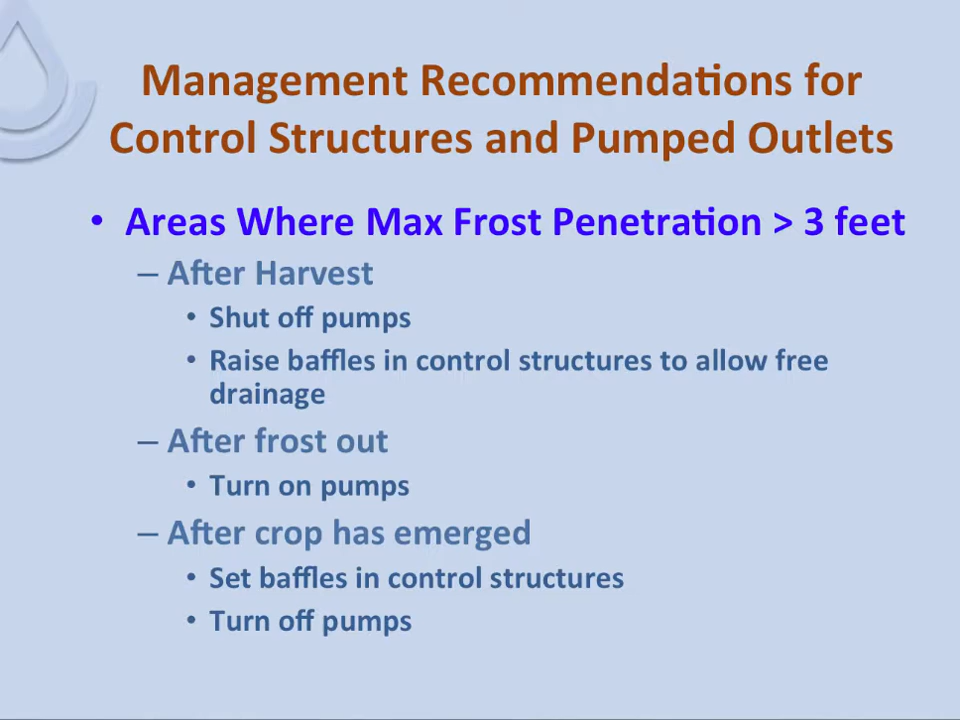 Management Recommendations for
Control Structures and Pumped Outlets
• Areas Where Max Frost Penetration > 3 feet
– After Harvest
• Shut off pumps
• Raise baffles in control structures to allow free
drainage
– After frost out
• Turn on pumps
– After crop has emerged
• Set baffles in control structures
• Turn off pumps